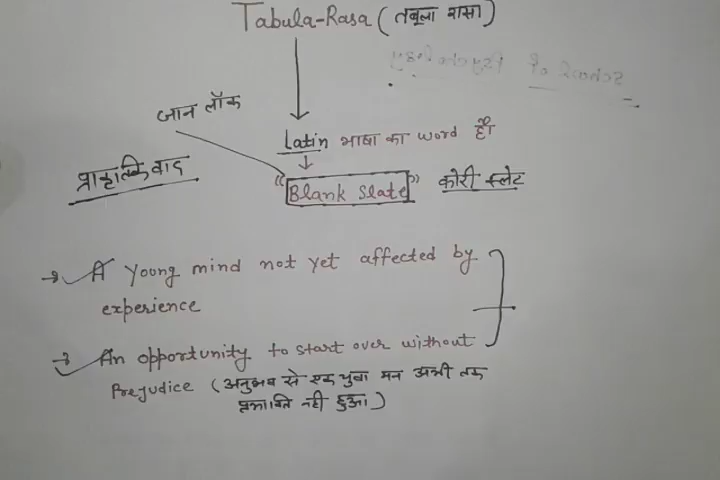 Tabula-Rasa (तबूला रासा)
जान लॉक
Latin भाषा का word है
प्राकृतिकवाद
"Blank Slate" कोरी स्लेट
→ A young mind not yet affected by
experience
→ An opportunity to start over without
Prejudice (अनुभव से एक युवा मन अभी तक
प्रभावित नही हुआ)